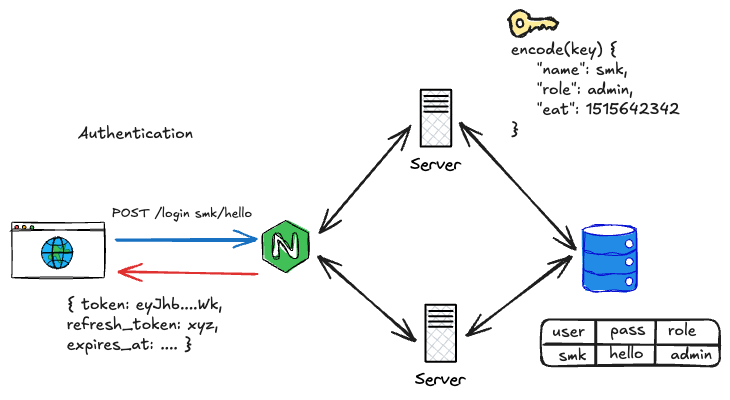 encode(key) {
"name": smk,
"role": admin,
"eat": 1515642342
}
Authentication
Server
POST /login smk/hello
N
{ token: eyJhb....Wk,
refresh_token: xyz,
expires_at: .... }
user pass role
smk hello admin
Server